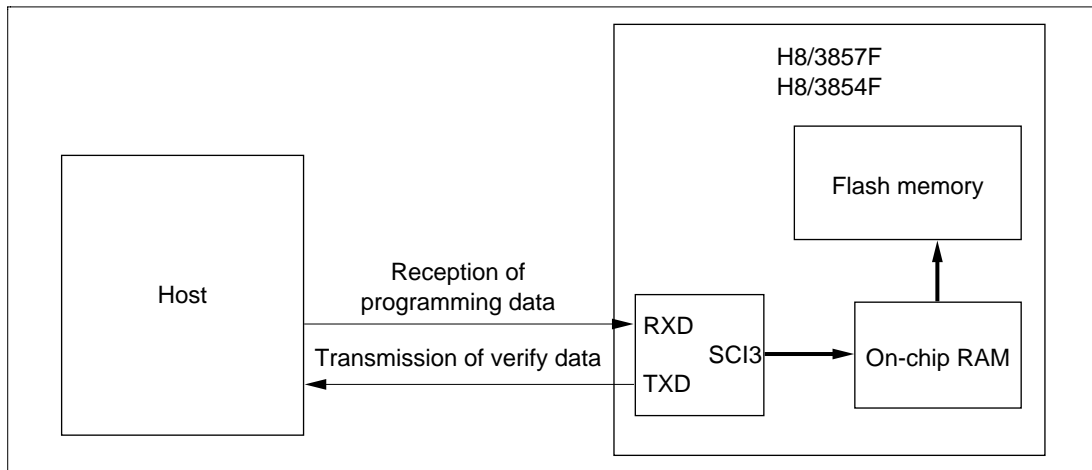 H8/3857F
H8/3854F
Flash memory
Host
Reception of
programming data
Transmission of verify data
RXD
SCI3
TXD
On-chip RAM